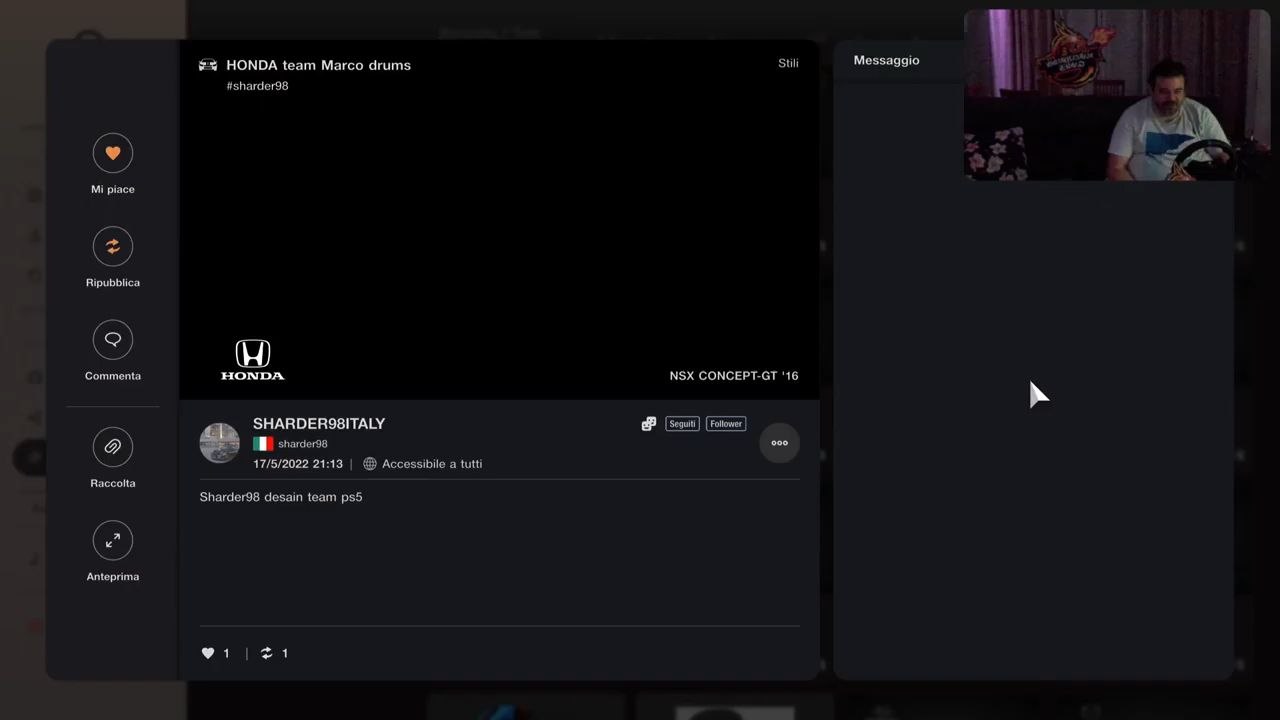 HONDA team Marco drums
#sharder98
Stili
Messaggio
Mi piace
Ripubblica
Commenta
Raccolta
Anteprima
HONDA
NSX CONCEPT-GT '16
SHARDER98ITALY
Seguiti
Follower
sharder98
17/5/2022 21:13 | Accessibile a tutti
Sharder98 desain team ps5
1 | 1